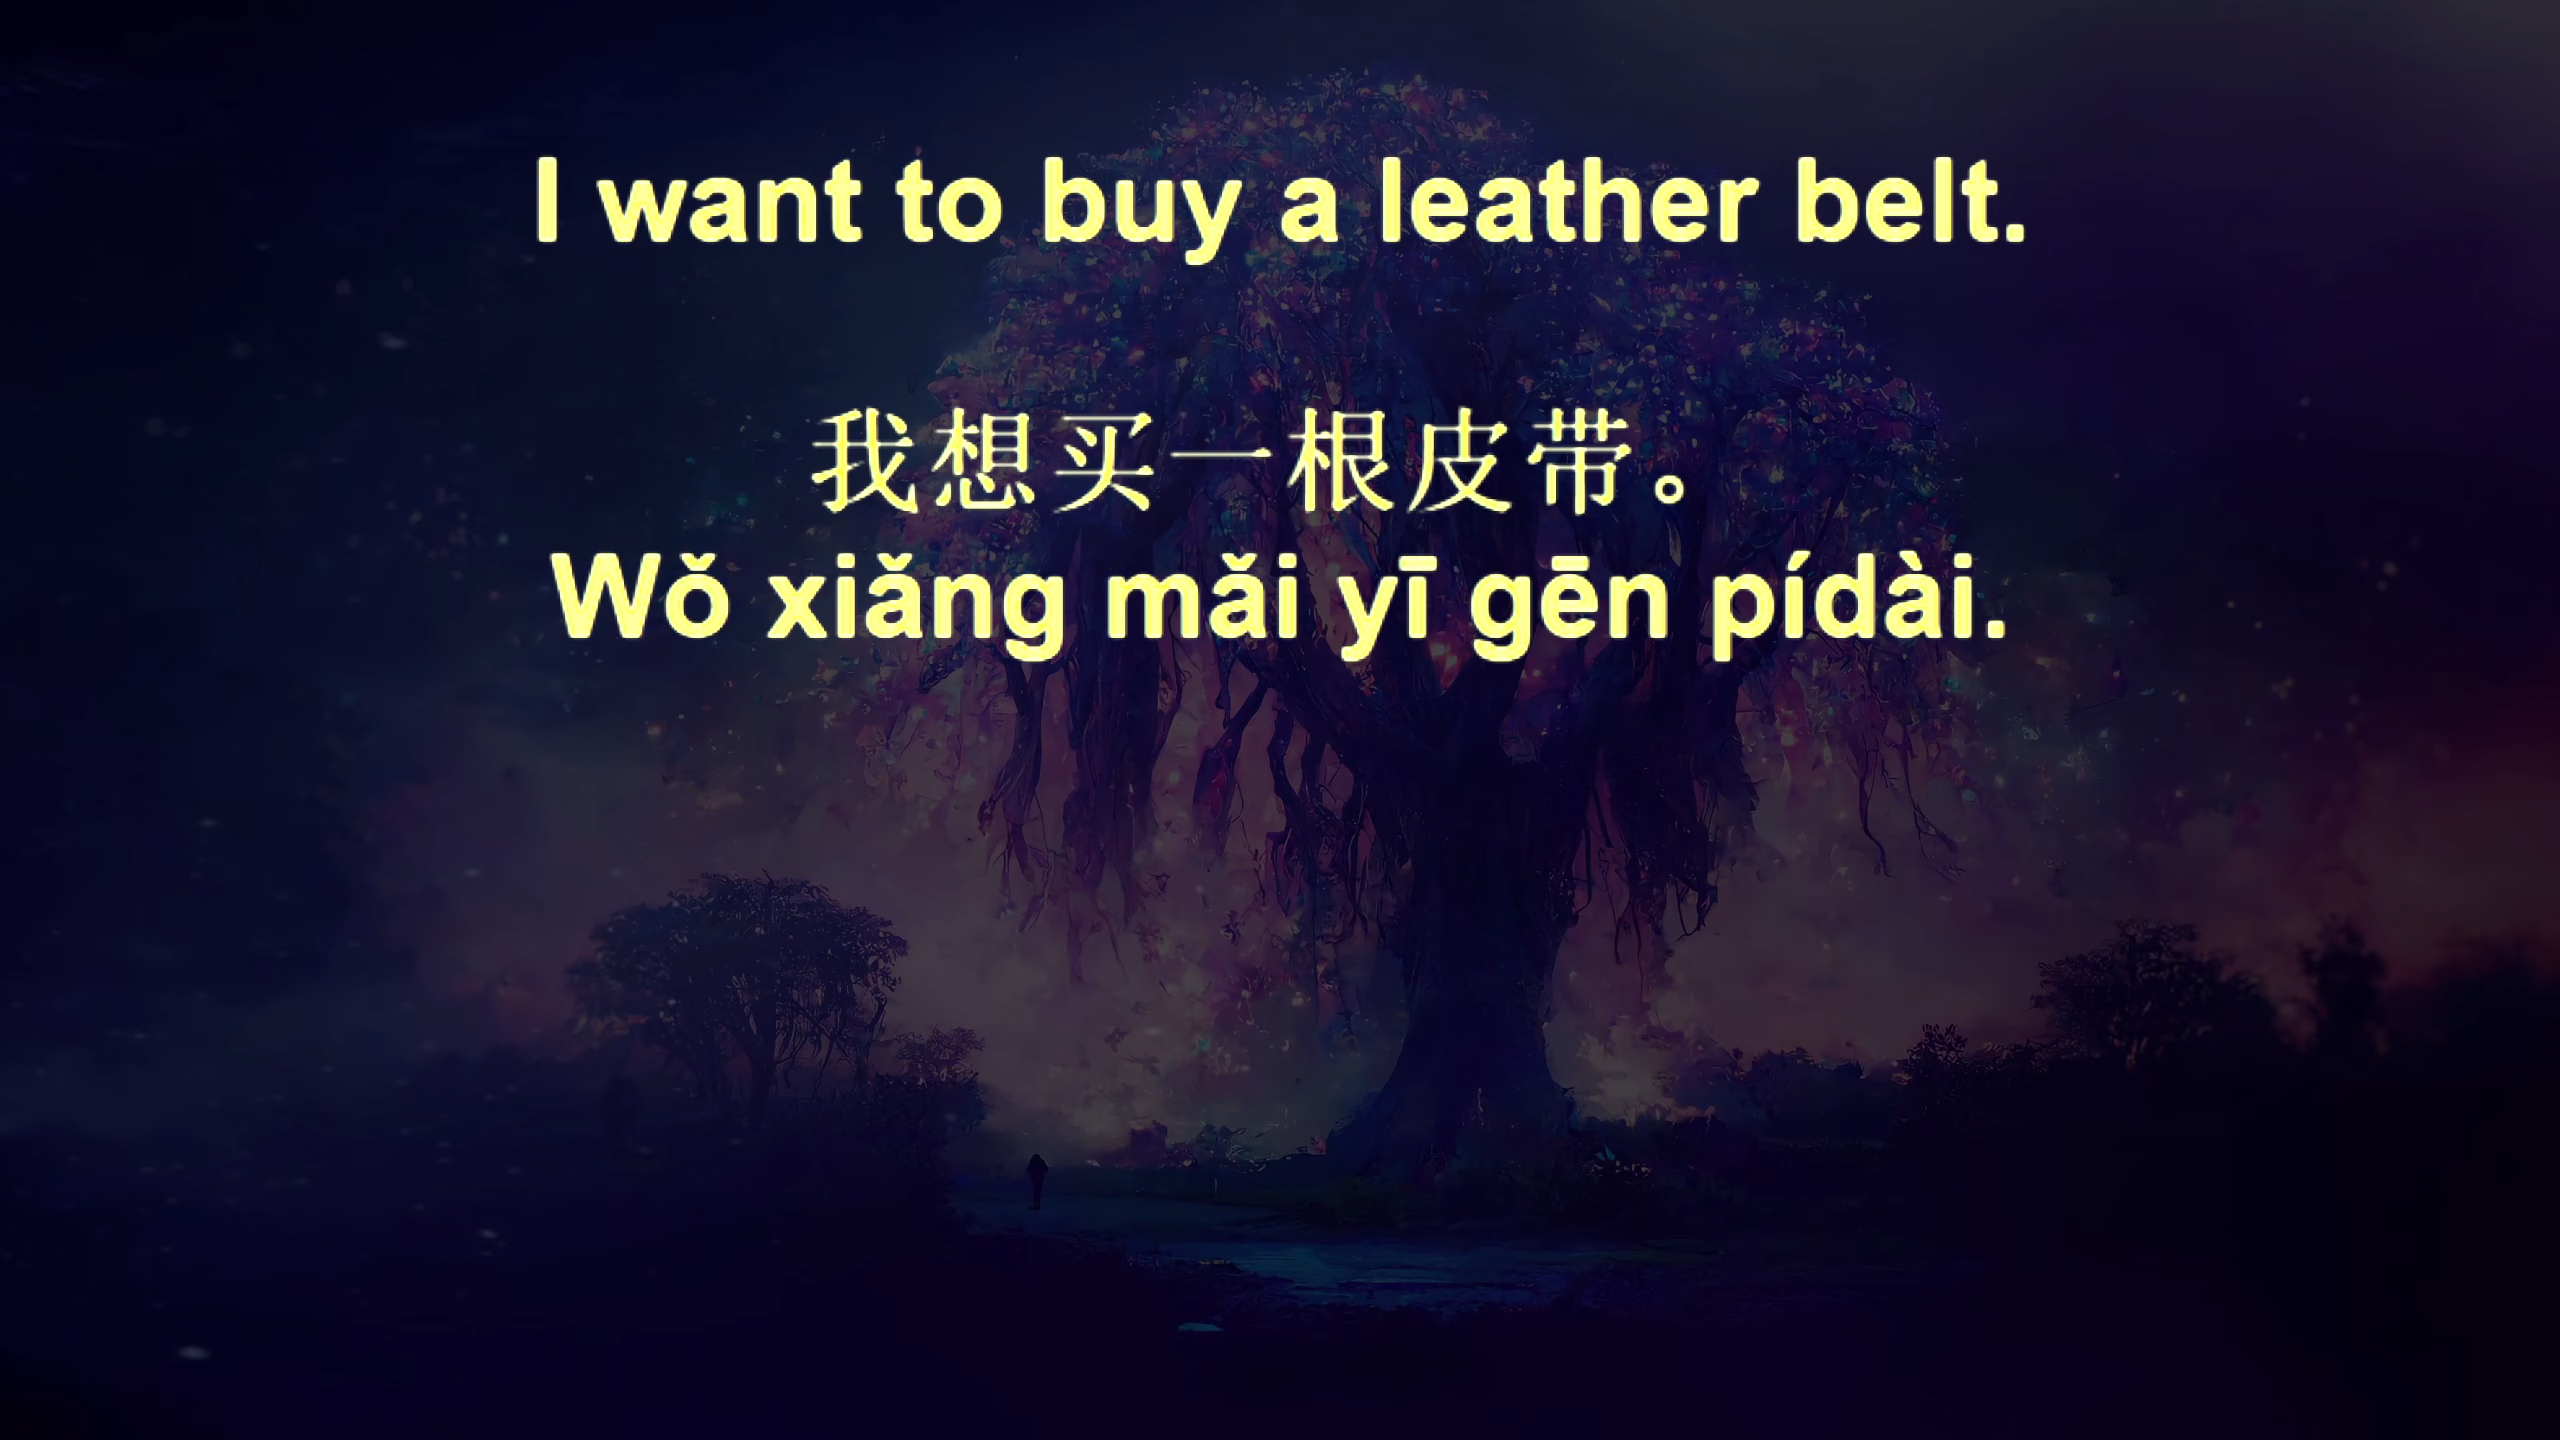 I want to buy a leather belt.
我想买一根皮带。
Wǒ xiǎng mǎi yī gēn pídài.